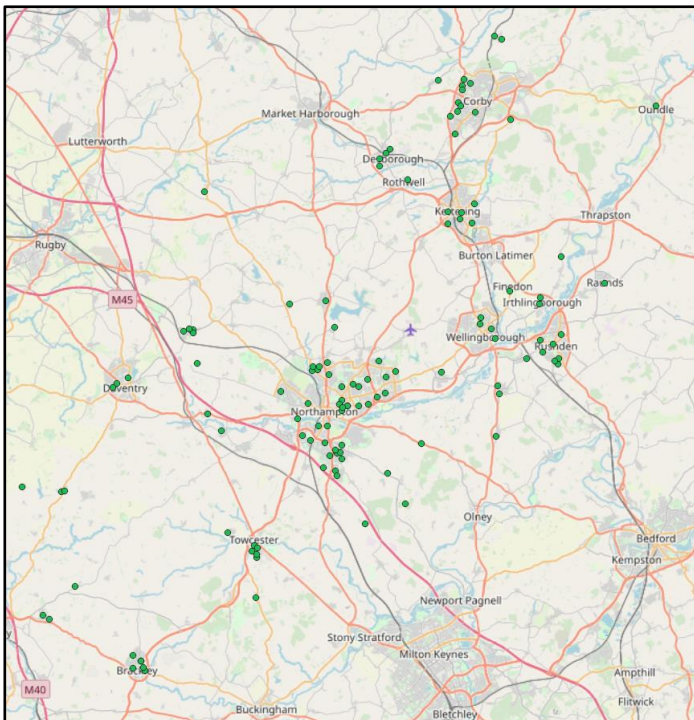 Corby
Oundle
Market Harborough
Lutterworth
Desborough
Rothwell
Kettering
Thrapston
Rugby
Burton Latimer
Raunds
Finedon
M45
Irthlingborough
Wellingborough
Rushden
Daventry
Northampton
Olney
Towcester
Bedford
Kempston
Newport Pagnell
Stony Stratford
Milton Keynes
Brackley
Ampthill
M40
Buckingham
Flitwick
Bletchley